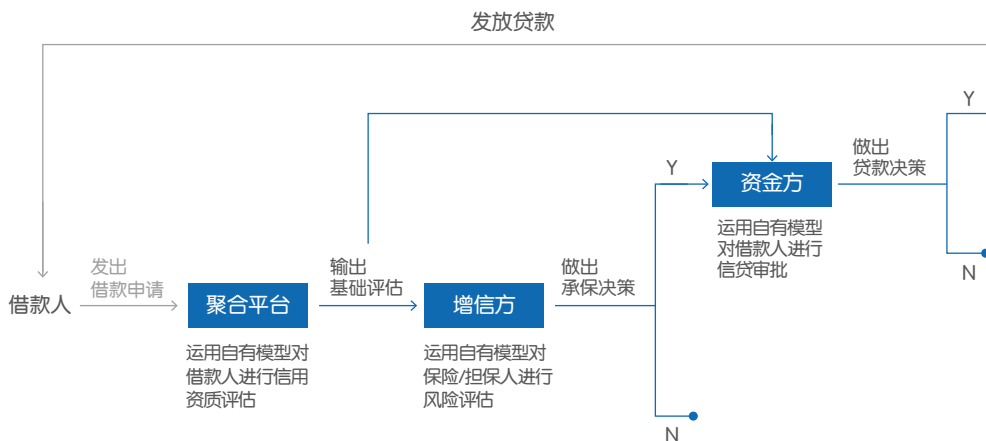 发放贷款
Y
做出
贷款决策
Y
资金方
运用自有模型
对借款人进行
信贷审批
N
发出
借款申请
输出
基础评估
做出
承保决策
借款人
聚合平台
增信方
运用自有模型对
借款人进行信用
资质评估
运用自有模型对
保险/担保人进行
风险评估
N